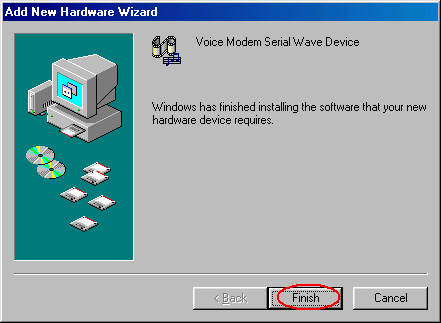 Add New Hardware Wizard
Voice Modem Serial Wave Device
Windows has finished installing the software that your new
hardware device requires.
< Back
Finish
Cancel